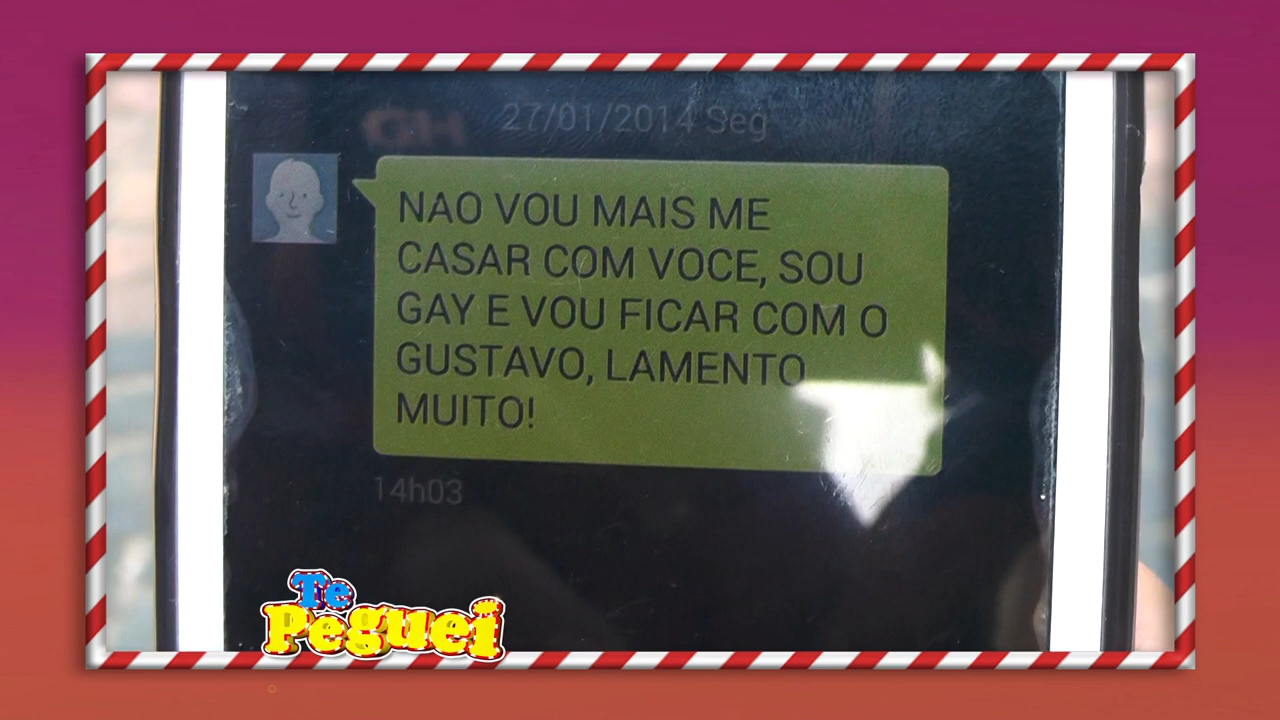 27/01/2014 Seg
NAO VOU MAIS ME
CASAR COM VOCE, SOU
GAY E VOU FICAR COM O
GUSTAVO, LAMENTO
MUITO!
14h03
Te
Peguei